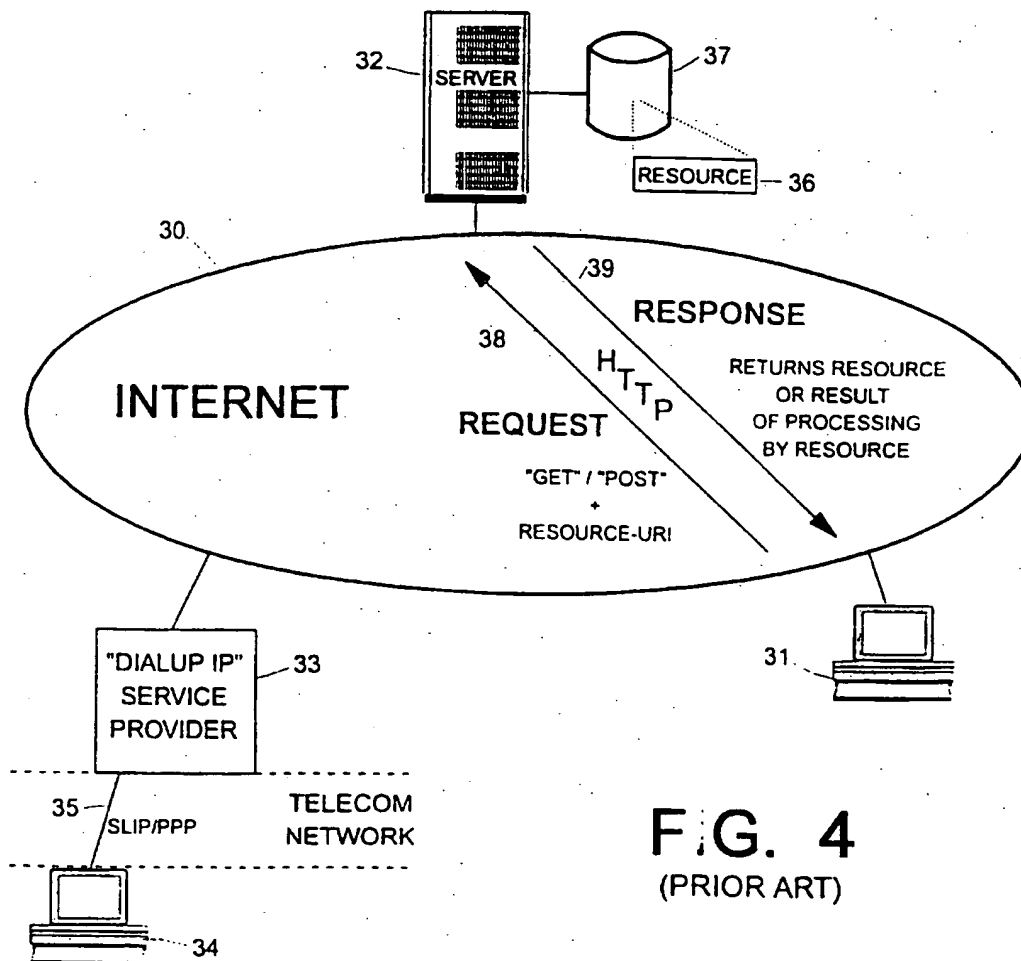 32
SERVER
37
RESOURCE
36
30
39
RESPONSE
38
HTTP
RETURNS RESOURCE
OR RESULT
OF PROCESSING
BY RESOURCE
INTERNET
REQUEST
"GET" / "POST"
+
RESOURCE-URI
"DIALUP IP"
SERVICE
PROVIDER
33
31
35
SLIP/PPP
TELECOM
NETWORK
34
FIG. 4
(PRIOR ART)